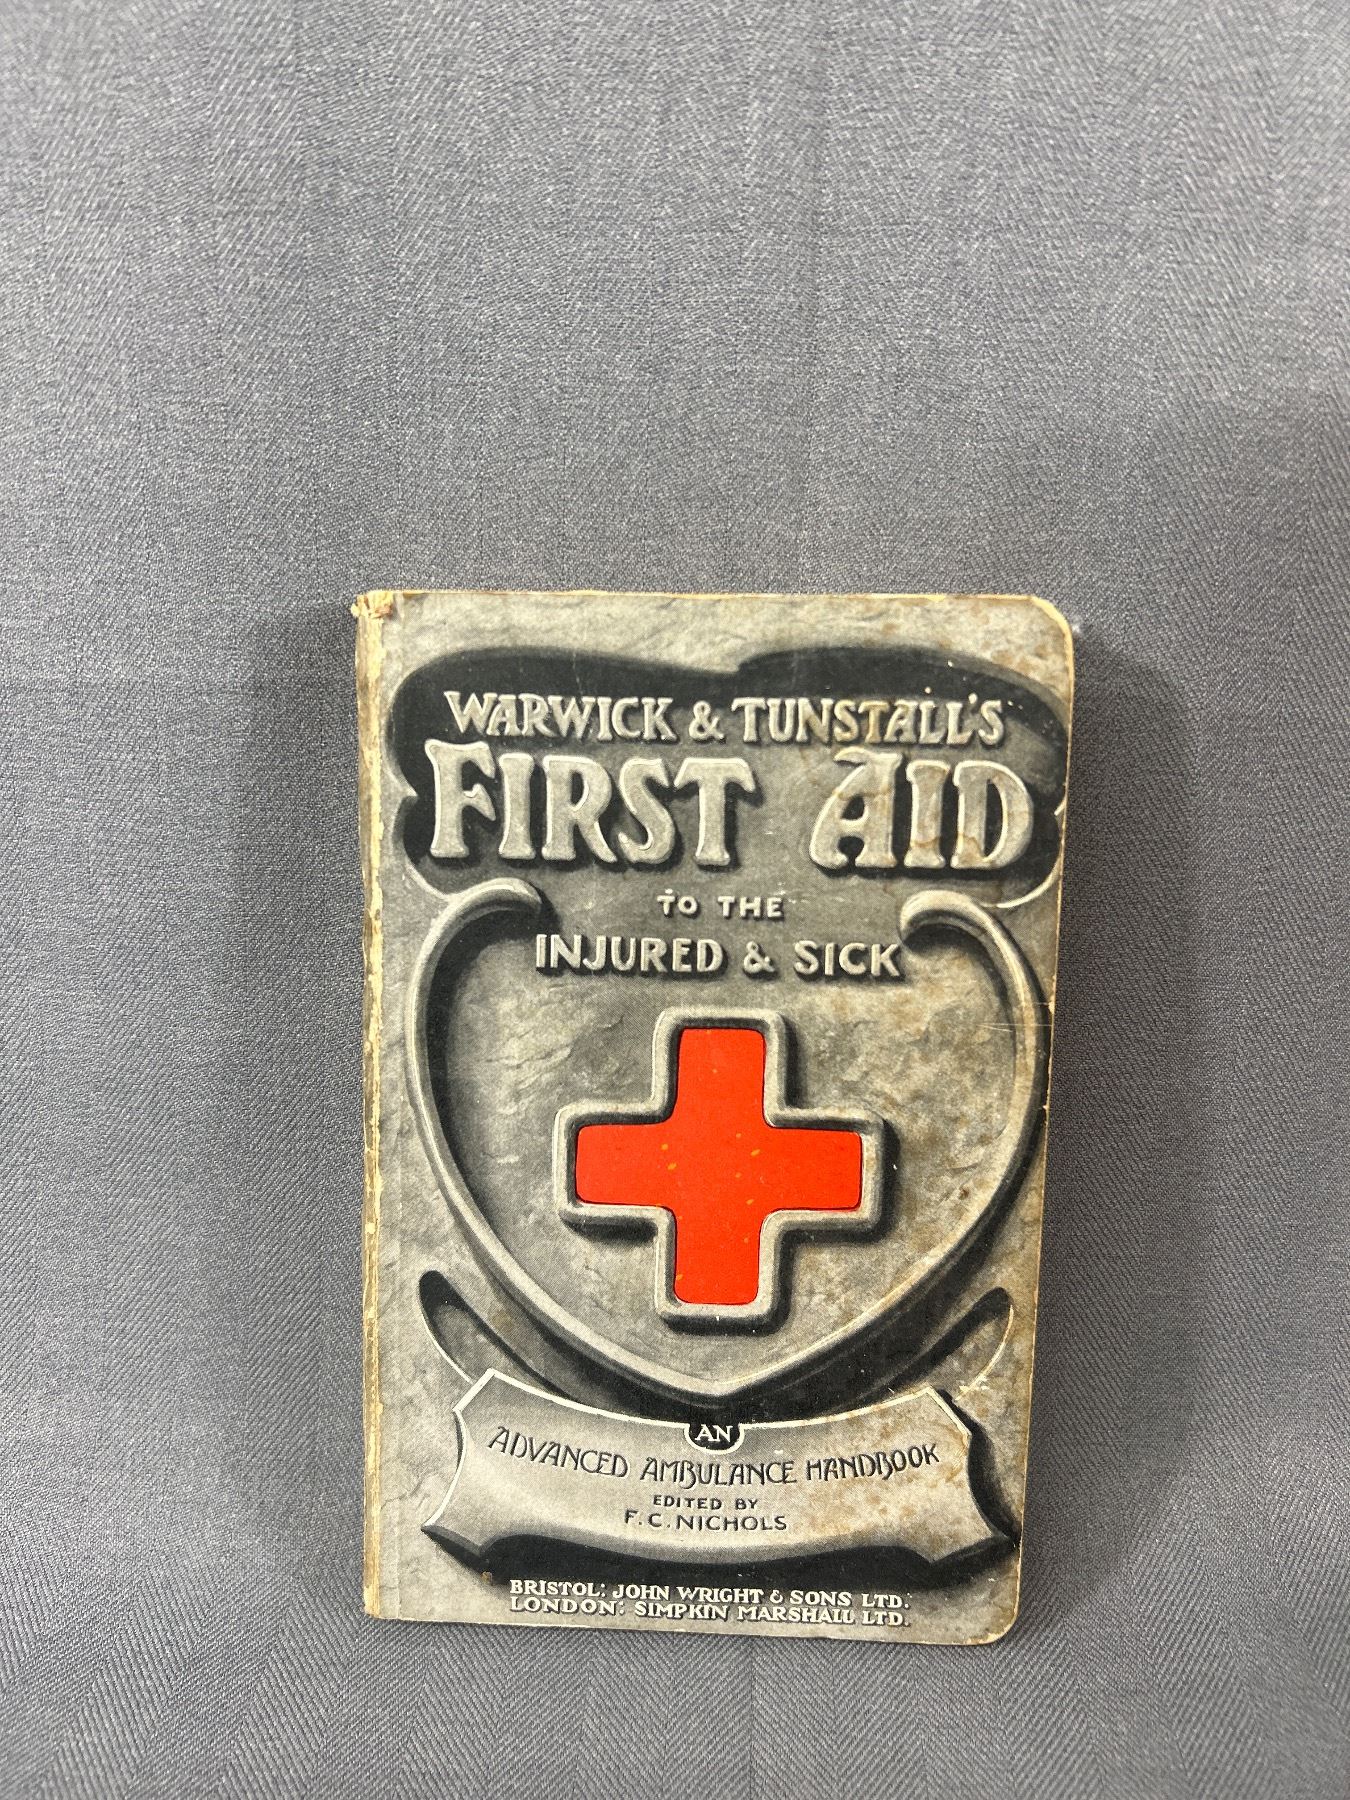 WARWICK & TUNSTALL'S
FIRST AID
TO THE
INJURED & SICK
AN
ADVANCED AMBULANCE HANDBOOK
EDITED BY
F. C. NICHOLS
BRISTOL: JOHN WRIGHT & SONS LTD.
LONDON: SIMPKIN MARSHALL LTD.